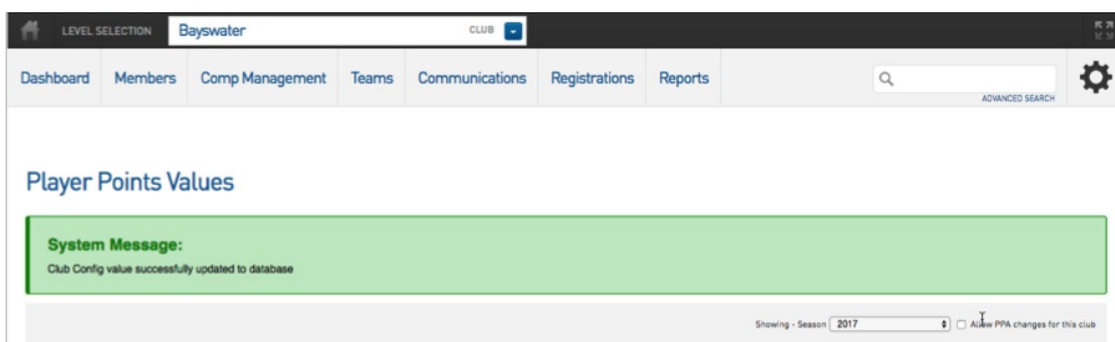 LEVEL SELECTION Bayswater CLUB
Dashboard Members Comp Management Teams Communications Registrations Reports
ADVANCED SEARCH
Player Points Values
System Message:
Club Config value successfully updated to database
Showing - Season 2017 Allow PPA changes for this club